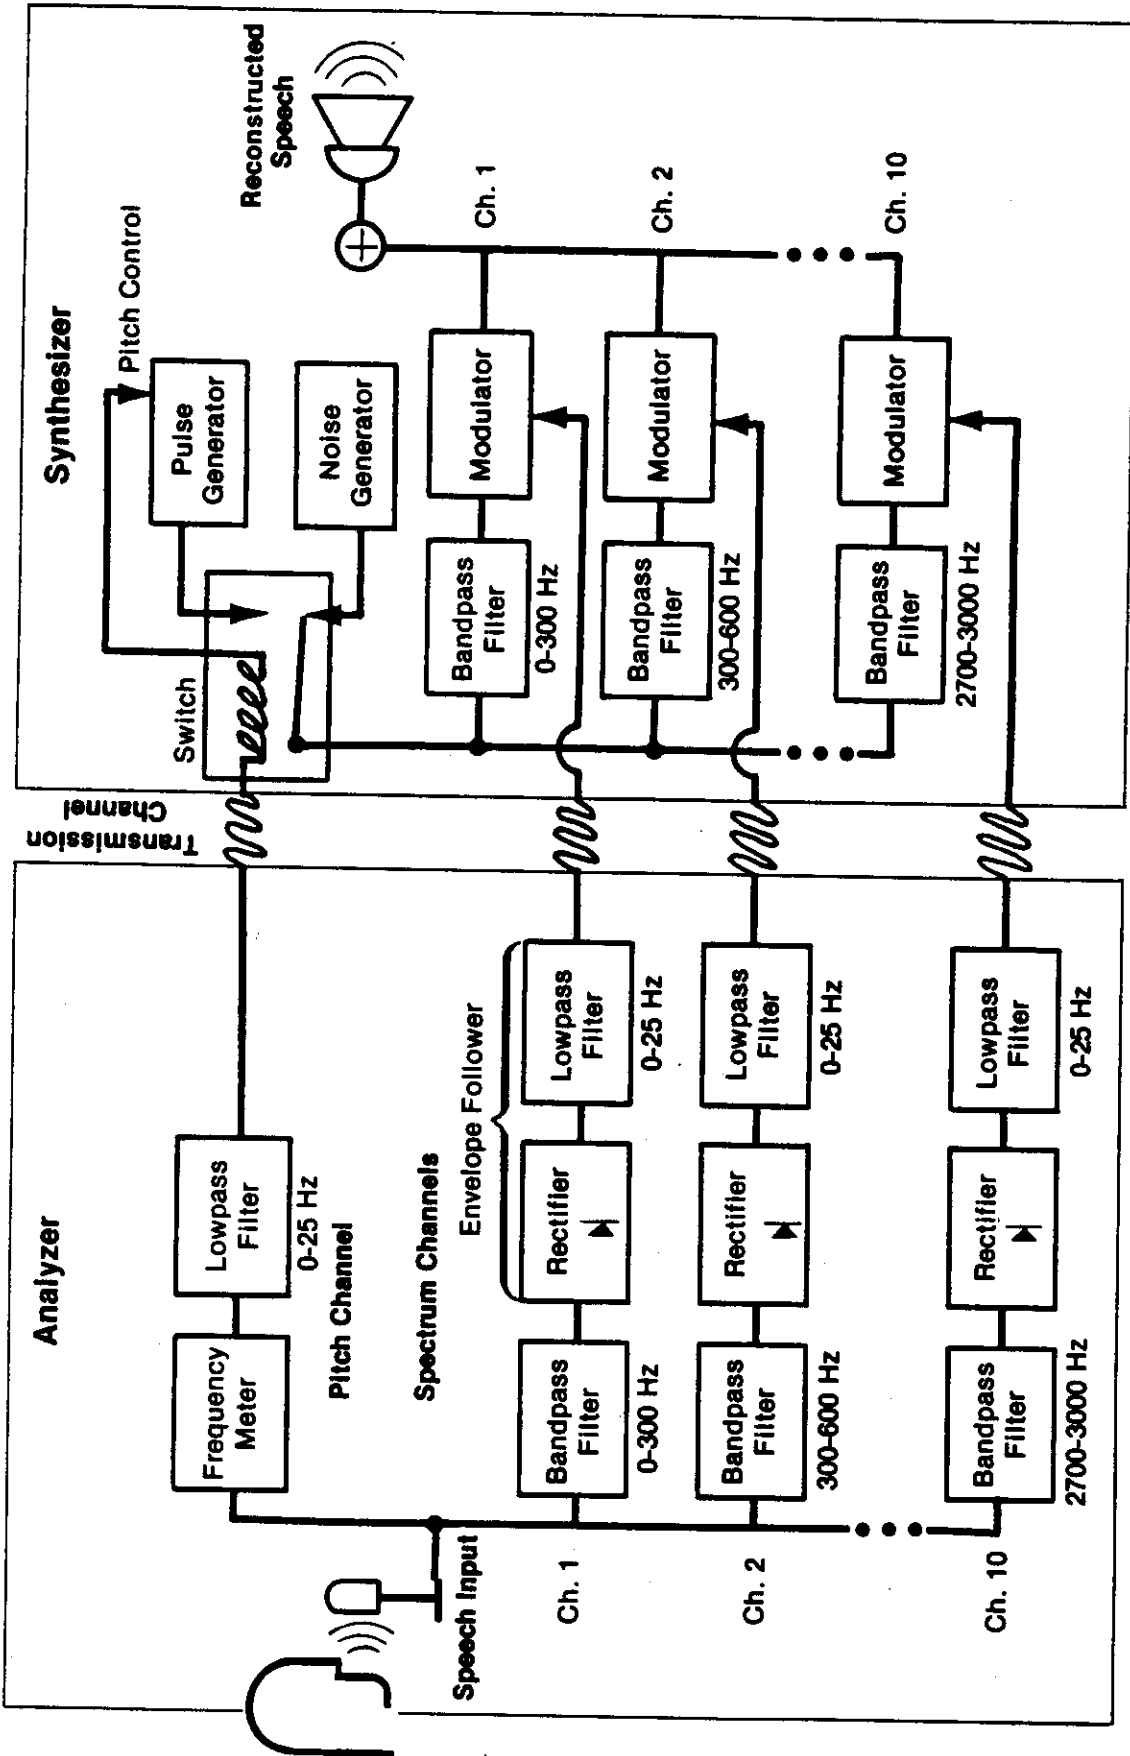 Analyzer
Frequency
Meter
Lowpass
Filter
0-25 Hz
Pitch Channel
Speech Input
Spectrum Channels
Envelope Follower
Ch. 1
Bandpass
Filter
0-300 Hz
Rectifier
Lowpass
Filter
0-25 Hz
Ch. 2
Bandpass
Filter
300-600 Hz
Rectifier
Lowpass
Filter
0-25 Hz
Ch. 10
Bandpass
Filter
2700-3000 Hz
Rectifier
Lowpass
Filter
0-25 Hz
Transmission
Channel
Synthesizer
Pitch Control
Switch
Pulse
Generator
Noise
Generator
Reconstructed
Speech
Bandpass
Filter
0-300 Hz
Modulator
Ch. 1
Bandpass
Filter
300-600 Hz
Modulator
Ch. 2
Bandpass
Filter
2700-3000 Hz
Modulator
Ch. 10